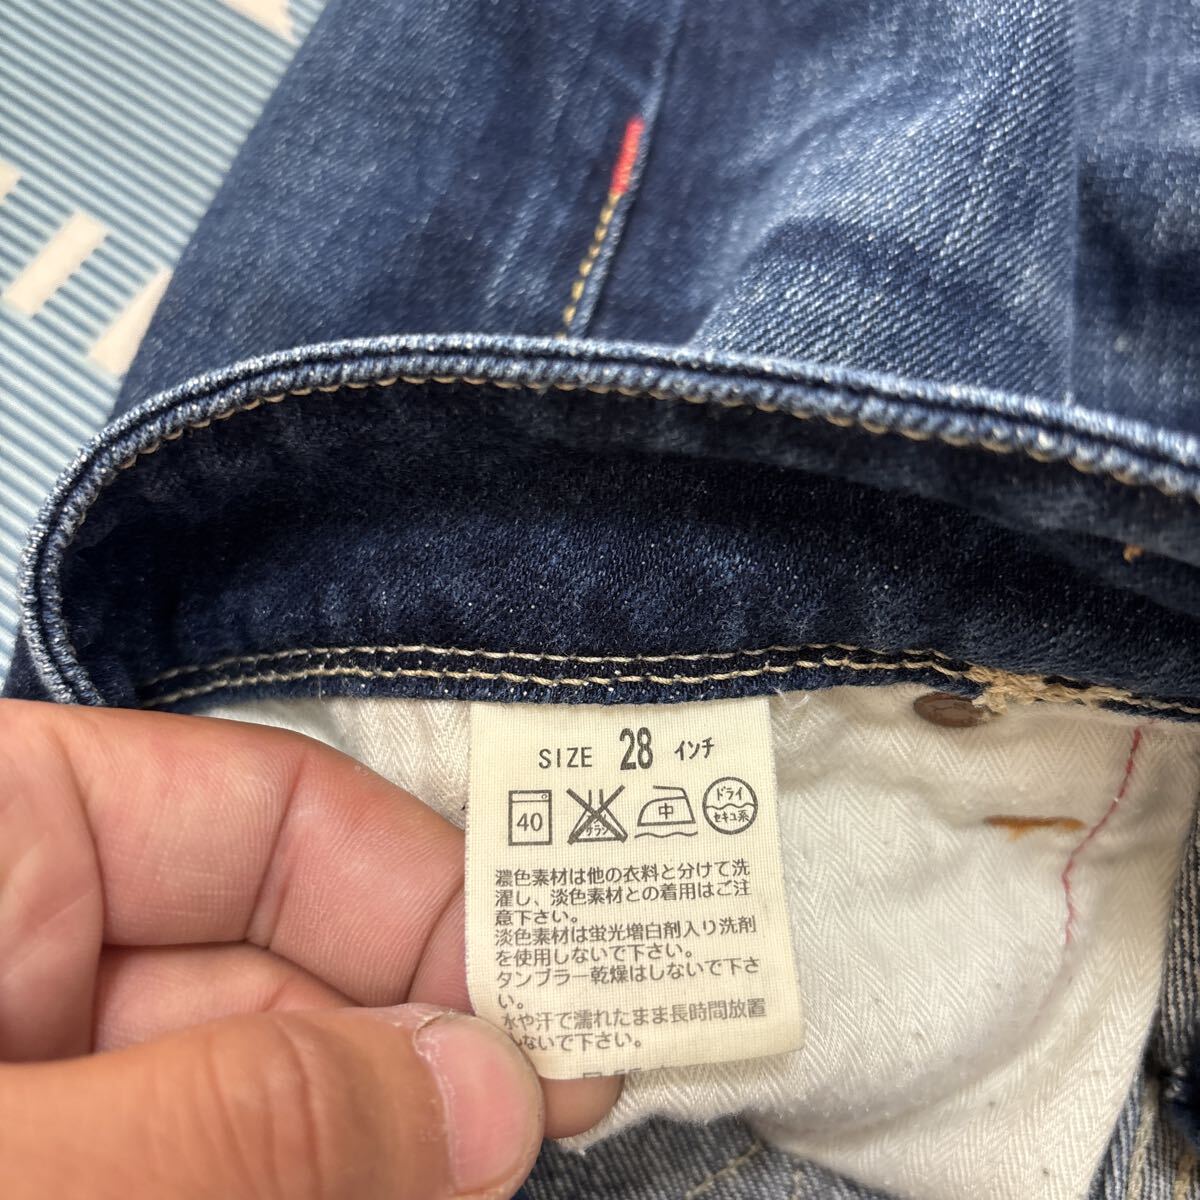 SIZE 28 インチ
40 サラシ 中 ドライ セキユ系
濃色素材は他の衣料と分けて洗
濯し、淡色素材との着用はご注
意下さい。
淡色素材は蛍光増白剤入り洗剤
を使用しないで下さい。
タンブラー乾燥はしないで下さ
い。
水や汗で濡れたまま長時間放置
しないで下さい。